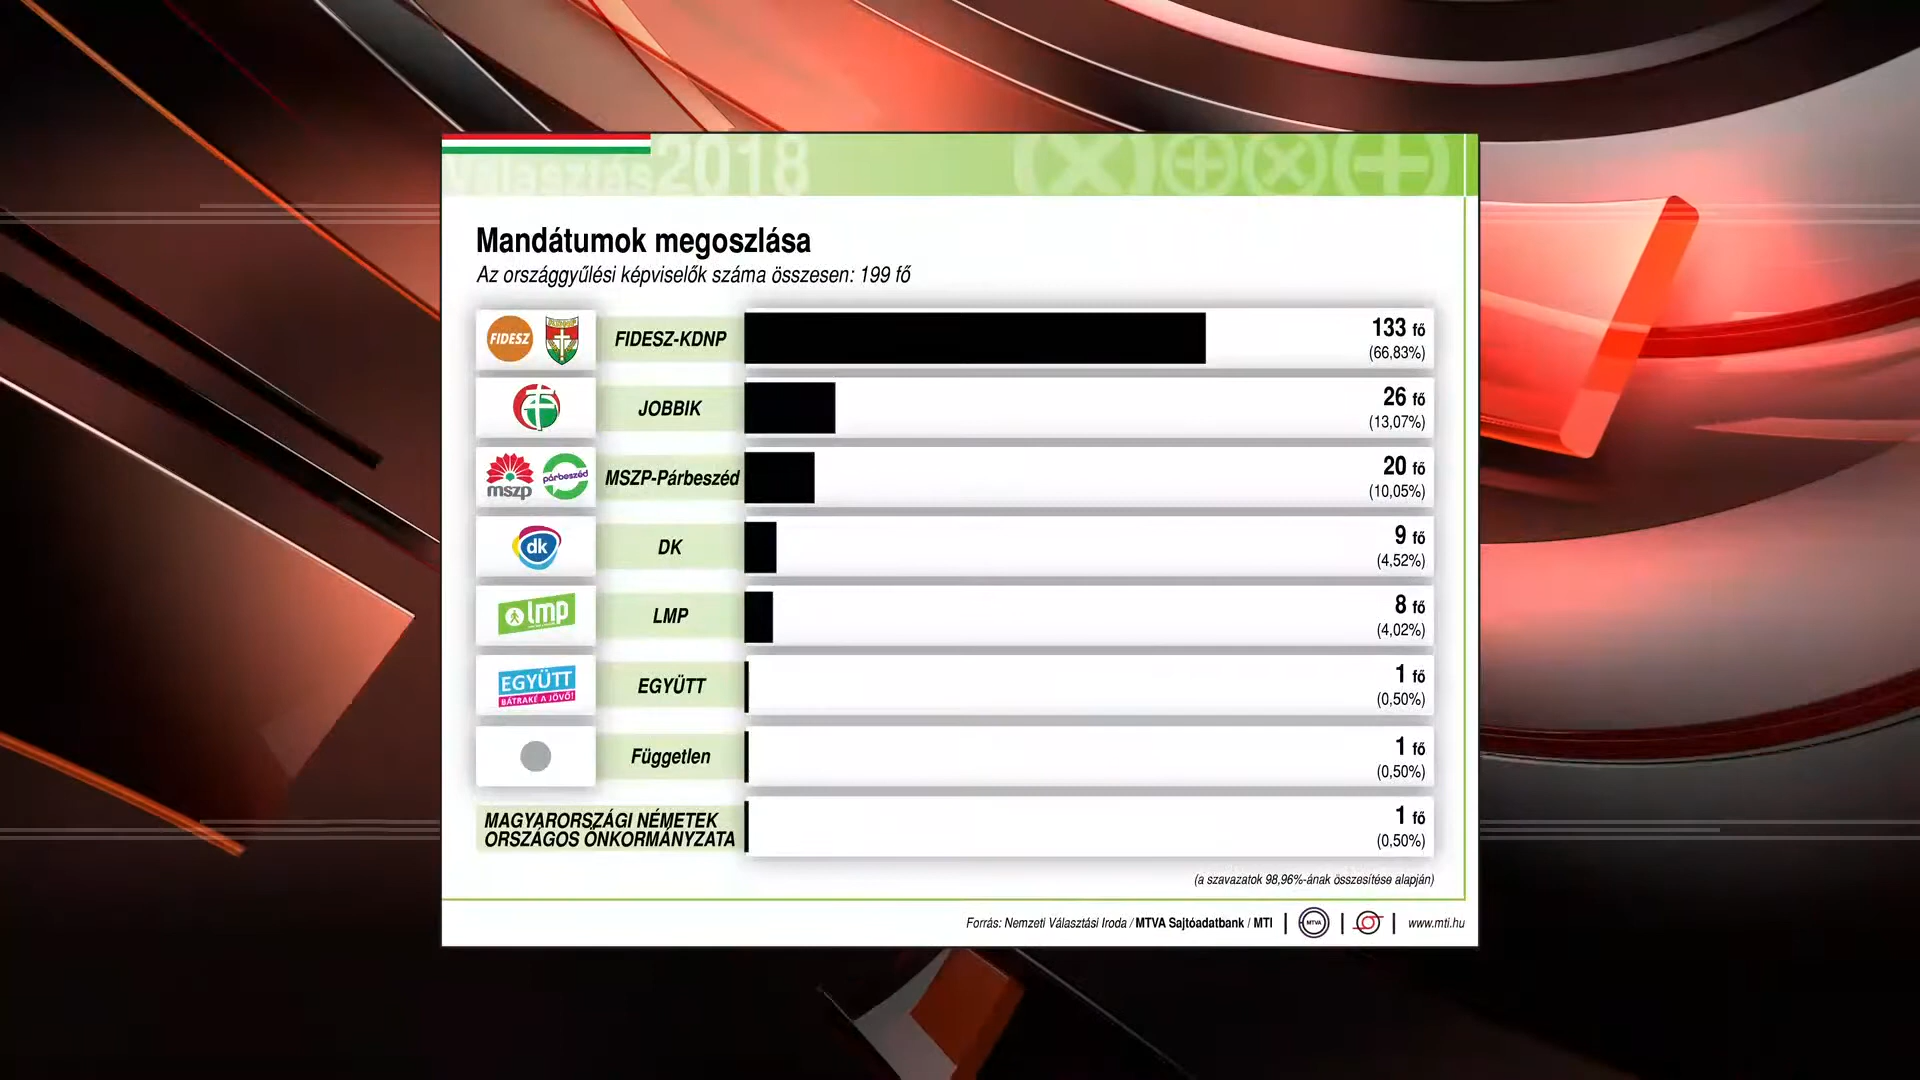 Választás2018
Mandátumok megoszlása
Az országgyűlési képviselők száma összesen: 199 fő
FIDESZ
FIDESZ-KDNP
133 fő
(66,83%)
JOBBIK
26 fő
(13,07%)
mszp
párbeszéd
MSZP-Párbeszéd
20 fő
(10,05%)
dk
DK
9 fő
(4,52%)
lmp
LMP
8 fő
(4,02%)
EGYÜTT
BÁTRAKÉ A JÖVŐ!
EGYÜTT
1 fő
(0,50%)
Független
1 fő
(0,50%)
MAGYARORSZÁGI NÉMETEK
ORSZÁGOS ÖNKORMÁNYZATA
1 fő
(0,50%)
(a szavazatok 98,96%-ának összesítése alapján)
Forrás: Nemzeti Választási Iroda / MTVA Sajtóadatbank / MTI | MTVA | | www.mti.hu